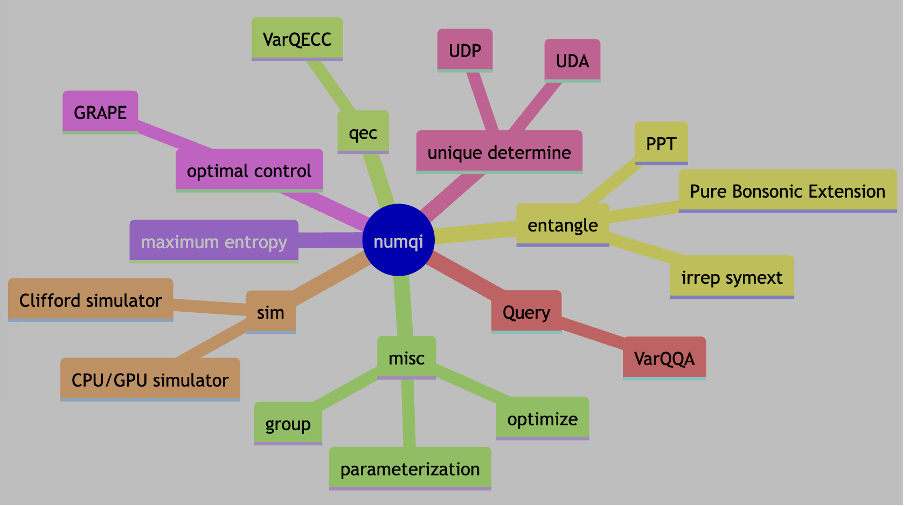 VarQECC
UDP
UDA
GRAPE
qec
unique determine
PPT
optimal control
Pure Bonsonic Extension
entangle
maximum entropy
numqi
irrep symext
Clifford simulator
sim
Query
CPU/GPU simulator
misc
VarQQA
group
optimize
parameterization